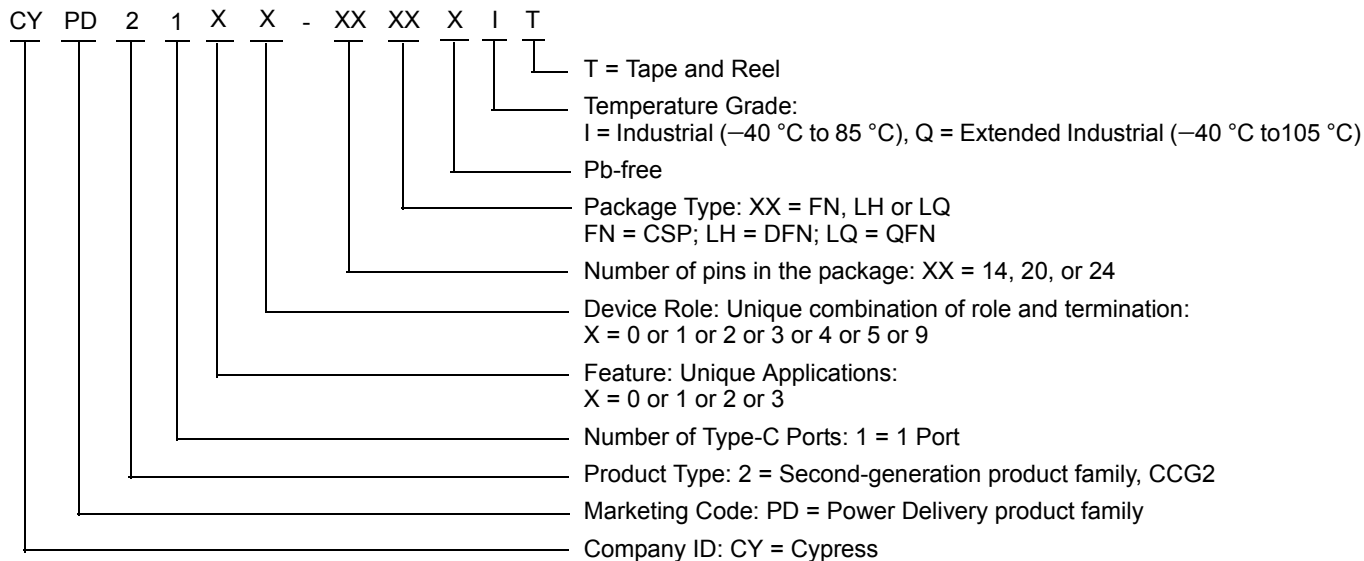 CY PD 2 1 X X - XX XX X I T
T = Tape and Reel
Temperature Grade:
I = Industrial (–40 °C to 85 °C), Q = Extended Industrial (–40 °C to105 °C)
Pb-free
Package Type: XX = FN, LH or LQ
FN = CSP; LH = DFN; LQ = QFN
Number of pins in the package: XX = 14, 20, or 24
Device Role: Unique combination of role and termination:
X = 0 or 1 or 2 or 3 or 4 or 5 or 9
Feature: Unique Applications:
X = 0 or 1 or 2 or 3
Number of Type-C Ports: 1 = 1 Port
Product Type: 2 = Second-generation product family, CCG2
Marketing Code: PD = Power Delivery product family
Company ID: CY = Cypress